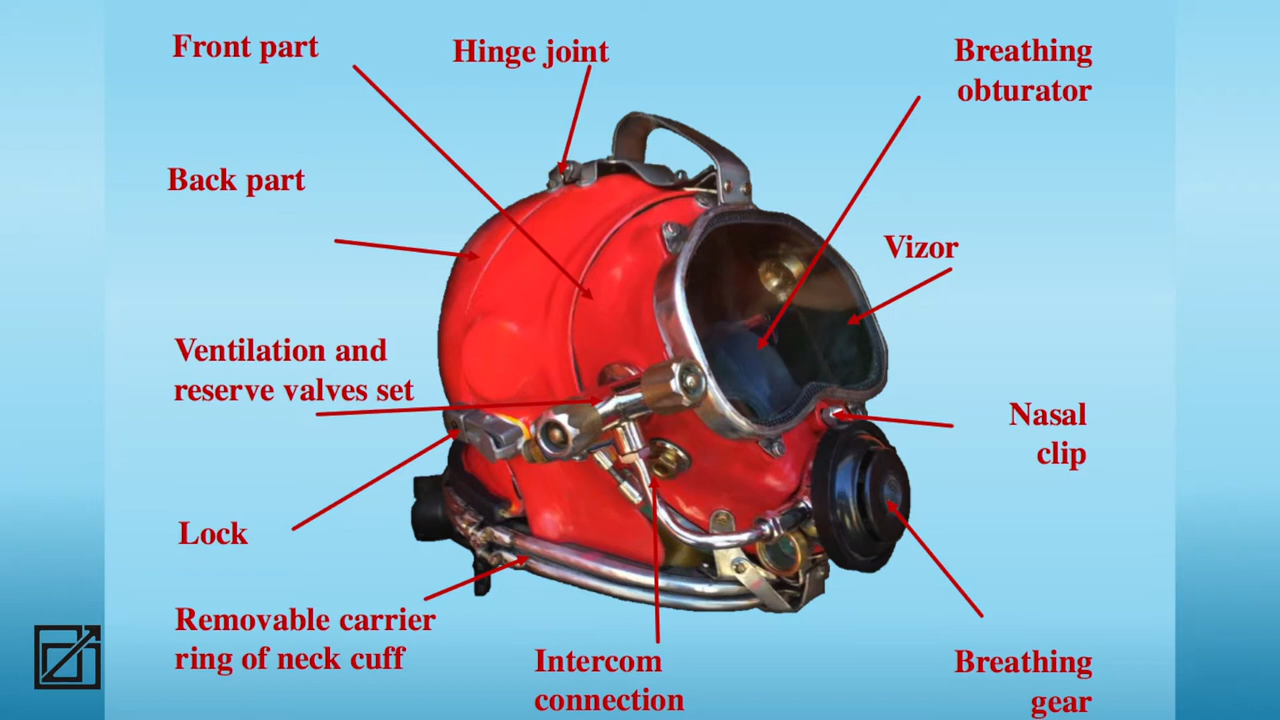 Front part
Hinge joint
Breathing
obturator
Back part
Vizor
Ventilation and
reserve valves set
Nasal
clip
Lock
Removable carrier
ring of neck cuff
Intercom
connection
Breathing
gear